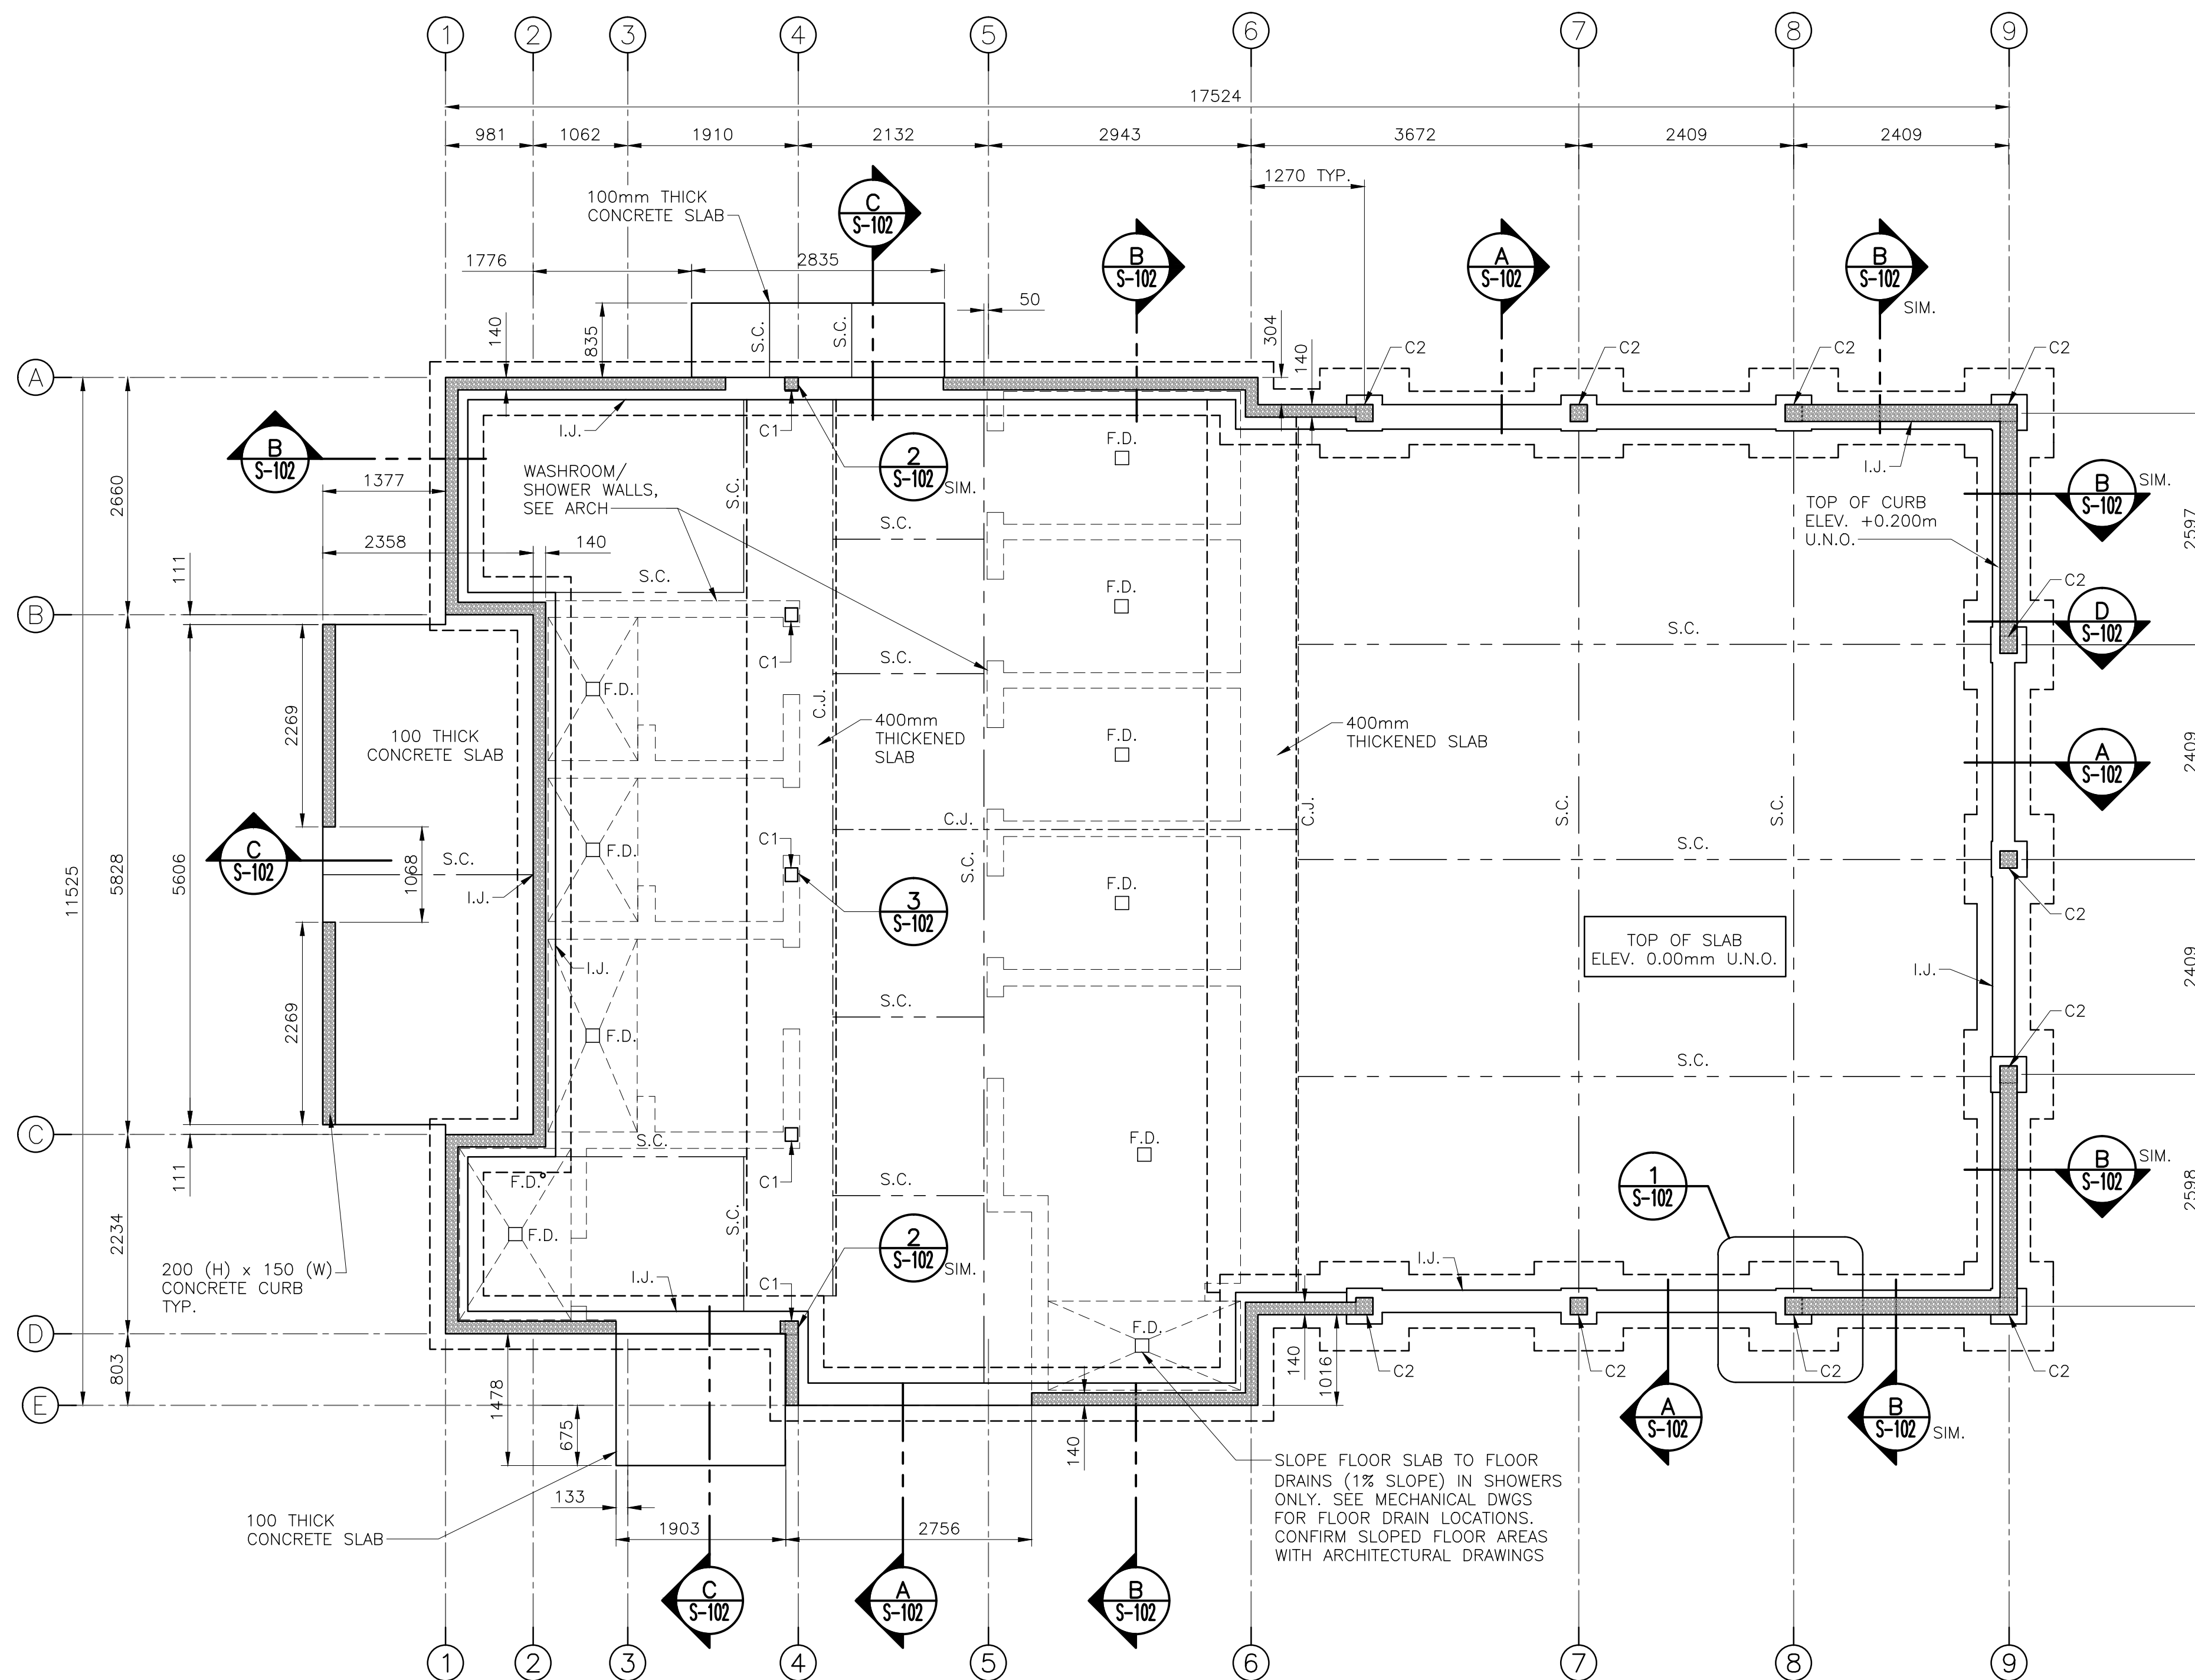 1
2
3
4
5
6
7
8
9
17524
981
1062
1910
2132
2943
3672
2409
2409
1270 TYP.
100mm THICK
CONCRETE SLAB
C
S-102
B
S-102
A
S-102
B
S-102
SIM.
1776
2835
50
140
835
S.C.
S.C.
304
140
C2
C2
C2
C2
A
I.J.
C1
F.D.
B
S-102
2
S-102
SIM.
WASHROOM/
SHOWER WALLS,
SEE ARCH
S.C.
I.J.
B
S-102
SIM.
TOP OF CURB
ELEV. +0.200m
U.N.O.
2660
1377
2358
140
111
S.C.
S.C.
2597
F.D.
C2
B
D
S-102
C1
S.C.
S.C.
F.D.
C.J.
400mm
THICKENED
SLAB
F.D.
400mm
THICKENED SLAB
2269
100 THICK
CONCRETE SLAB
A
S-102
2409
S.C.
S.C.
C.J.
C.J.
C1
F.D.
S.C.
S.C.
C
S-102
S.C.
1068
I.J.
11525
5828
5606
F.D.
3
S-102
C2
TOP OF SLAB
ELEV. 0.00mm U.N.O.
I.J.
2409
I.J.
S.C.
2269
F.D.
C2
S.C.
C
S.C.
F.D.
C1
111
F.D.
S.C.
1
S-102
B
S-102
SIM.
2598
2234
F.D.
S.C.
2
S-102
SIM.
200 (H) x 150 (W)
CONCRETE CURB
TYP.
I.J.
C1
I.J.
F.D.
D
803
1478
675
140
1016
140
C2
C2
C2
C2
E
A
S-102
B
S-102
SIM.
SLOPE FLOOR SLAB TO FLOOR
DRAINS (1% SLOPE) IN SHOWERS
ONLY. SEE MECHANICAL DWGS
FOR FLOOR DRAIN LOCATIONS.
CONFIRM SLOPED FLOOR AREAS
WITH ARCHITECTURAL DRAWINGS
133
1903
2756
100 THICK
CONCRETE SLAB
C
S-102
A
S-102
B
S-102
1
2
3
4
5
6
7
8
9